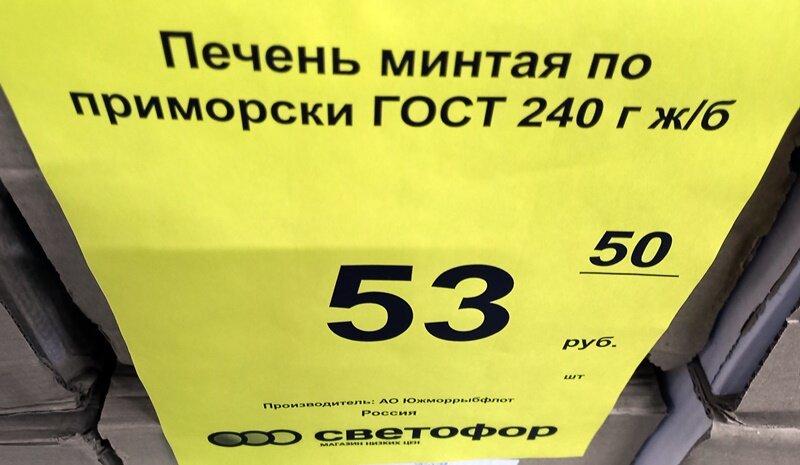 Печень минтая по
приморски ГОСТ 240 г ж/б
53 50
руб.
шт
Производитель: АО Южморрыбфлот
Россия
светофор
МАГАЗИН НИЗКИХ ЦЕН